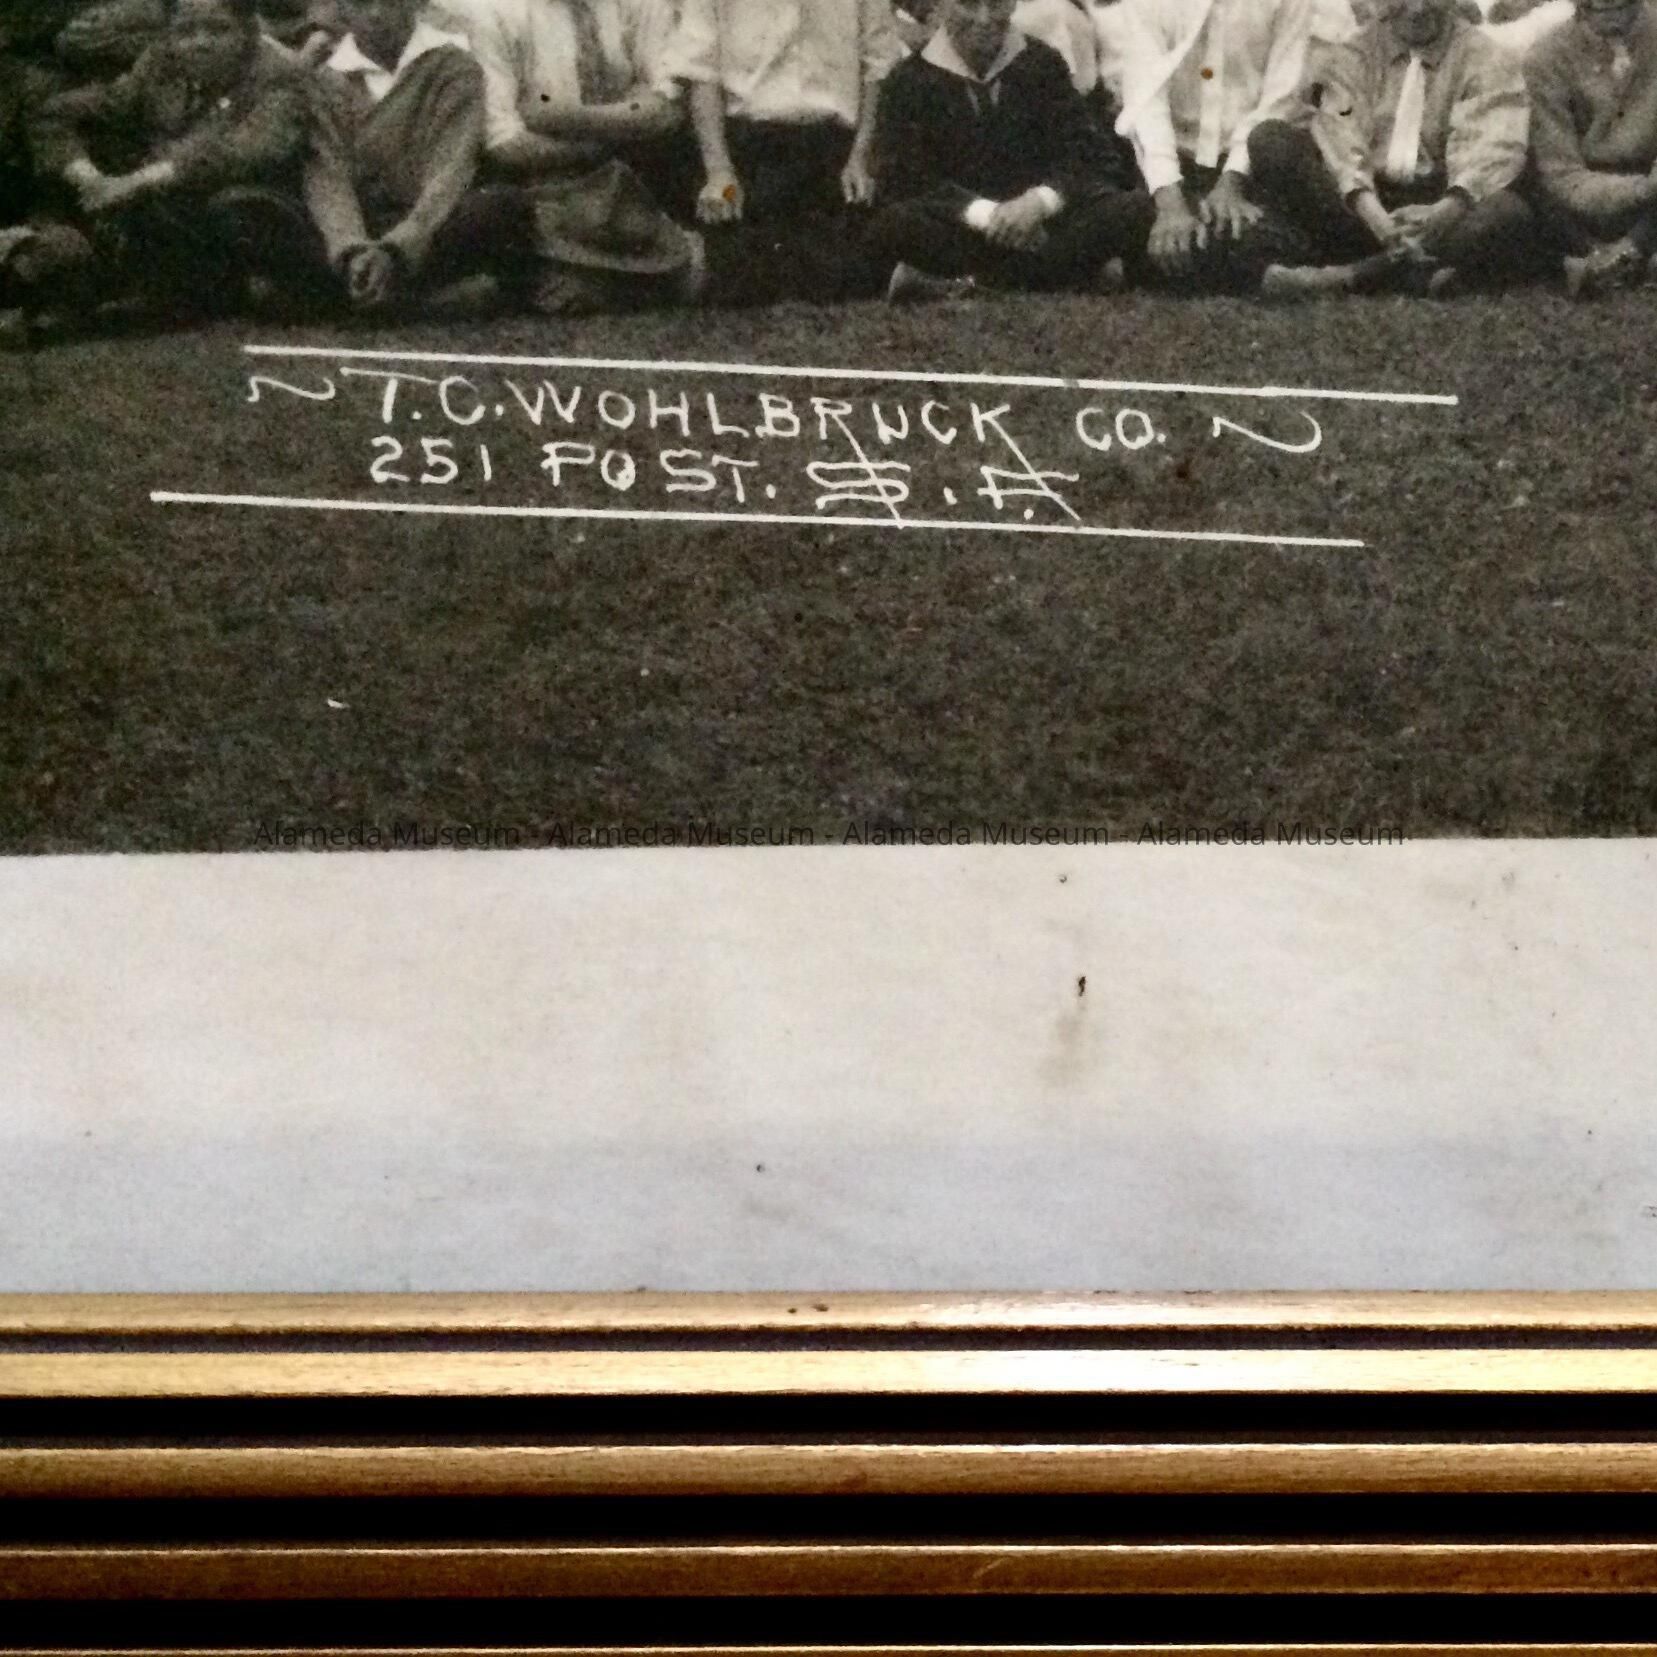 ~ T. C. WOHLBRUCK CO. ~
251 POST. S. F.
Alameda Museum - Alameda Museum - Alameda Museum - Alameda Museum